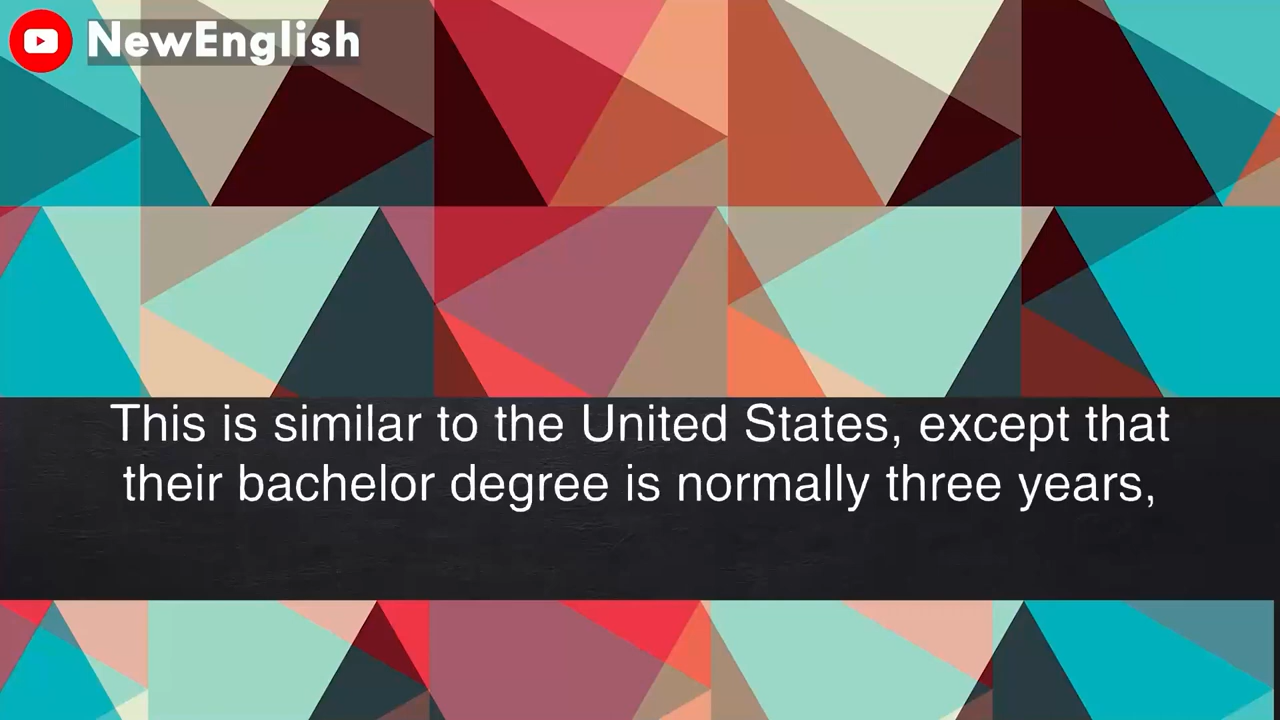 NewEnglish
This is similar to the United States, except that
their bachelor degree is normally three years,